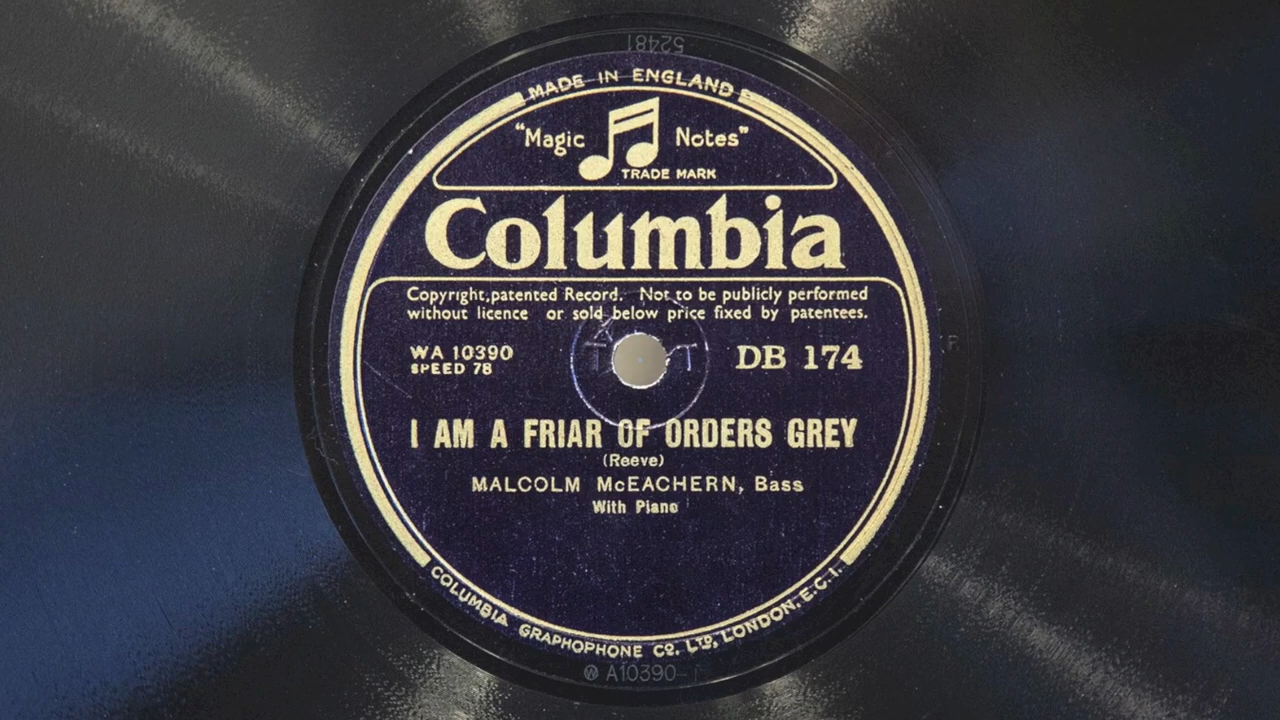 52481
MADE IN ENGLAND
"Magic Notes"
TRADE MARK
Columbia
Copyright, patented Record. Not to be publicly performed
without licence or sold below price fixed by patentees.
WA 10390 DB 174
SPEED 78
I AM A FRIAR OF ORDERS GREY
(Reeve)
MALCOLM McEACHERN, Bass
With Piano
COLUMBIA GRAPHOPHONE CO. LTD, LONDON, E.C.1.
W A10390-1